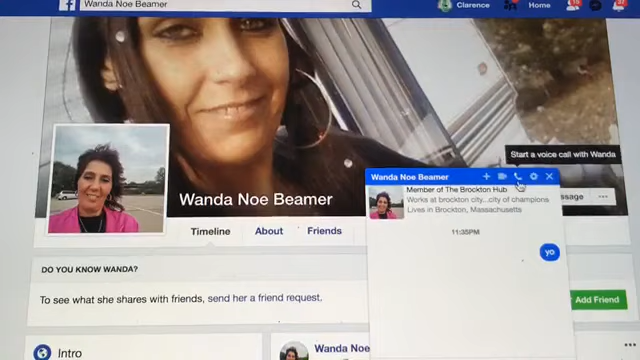 Wanda Noe Beamer
Clarence
Home
15
37
Start a voice call with Wanda
Wanda Noe Beamer
Member of The Brockton Hub
Works at brockton city...city of champions
Lives in Brockton, Massachusetts
ssage
...
Wanda Noe Beamer
Timeline
About
Friends
11:35PM
yo
DO YOU KNOW WANDA?
To see what she shares with friends, send her a friend request.
Add Friend
Intro
Wanda Noe